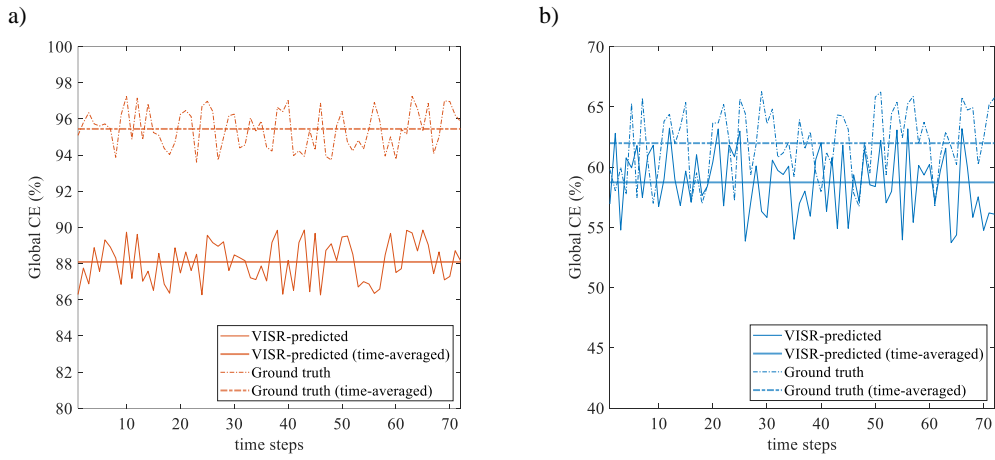 a)
100
98
96
94
92
90
88
86
84
82
80
Global CE (%)
10 20 30 40 50 60 70
time steps
VISR-predicted
VISR-predicted (time-averaged)
Ground truth
Ground truth (time-averaged)
b)
70
65
60
55
50
45
40
Global CE (%)
10 20 30 40 50 60 70
time steps
VISR-predicted
VISR-predicted (time-averaged)
Ground truth
Ground truth (time-averaged)